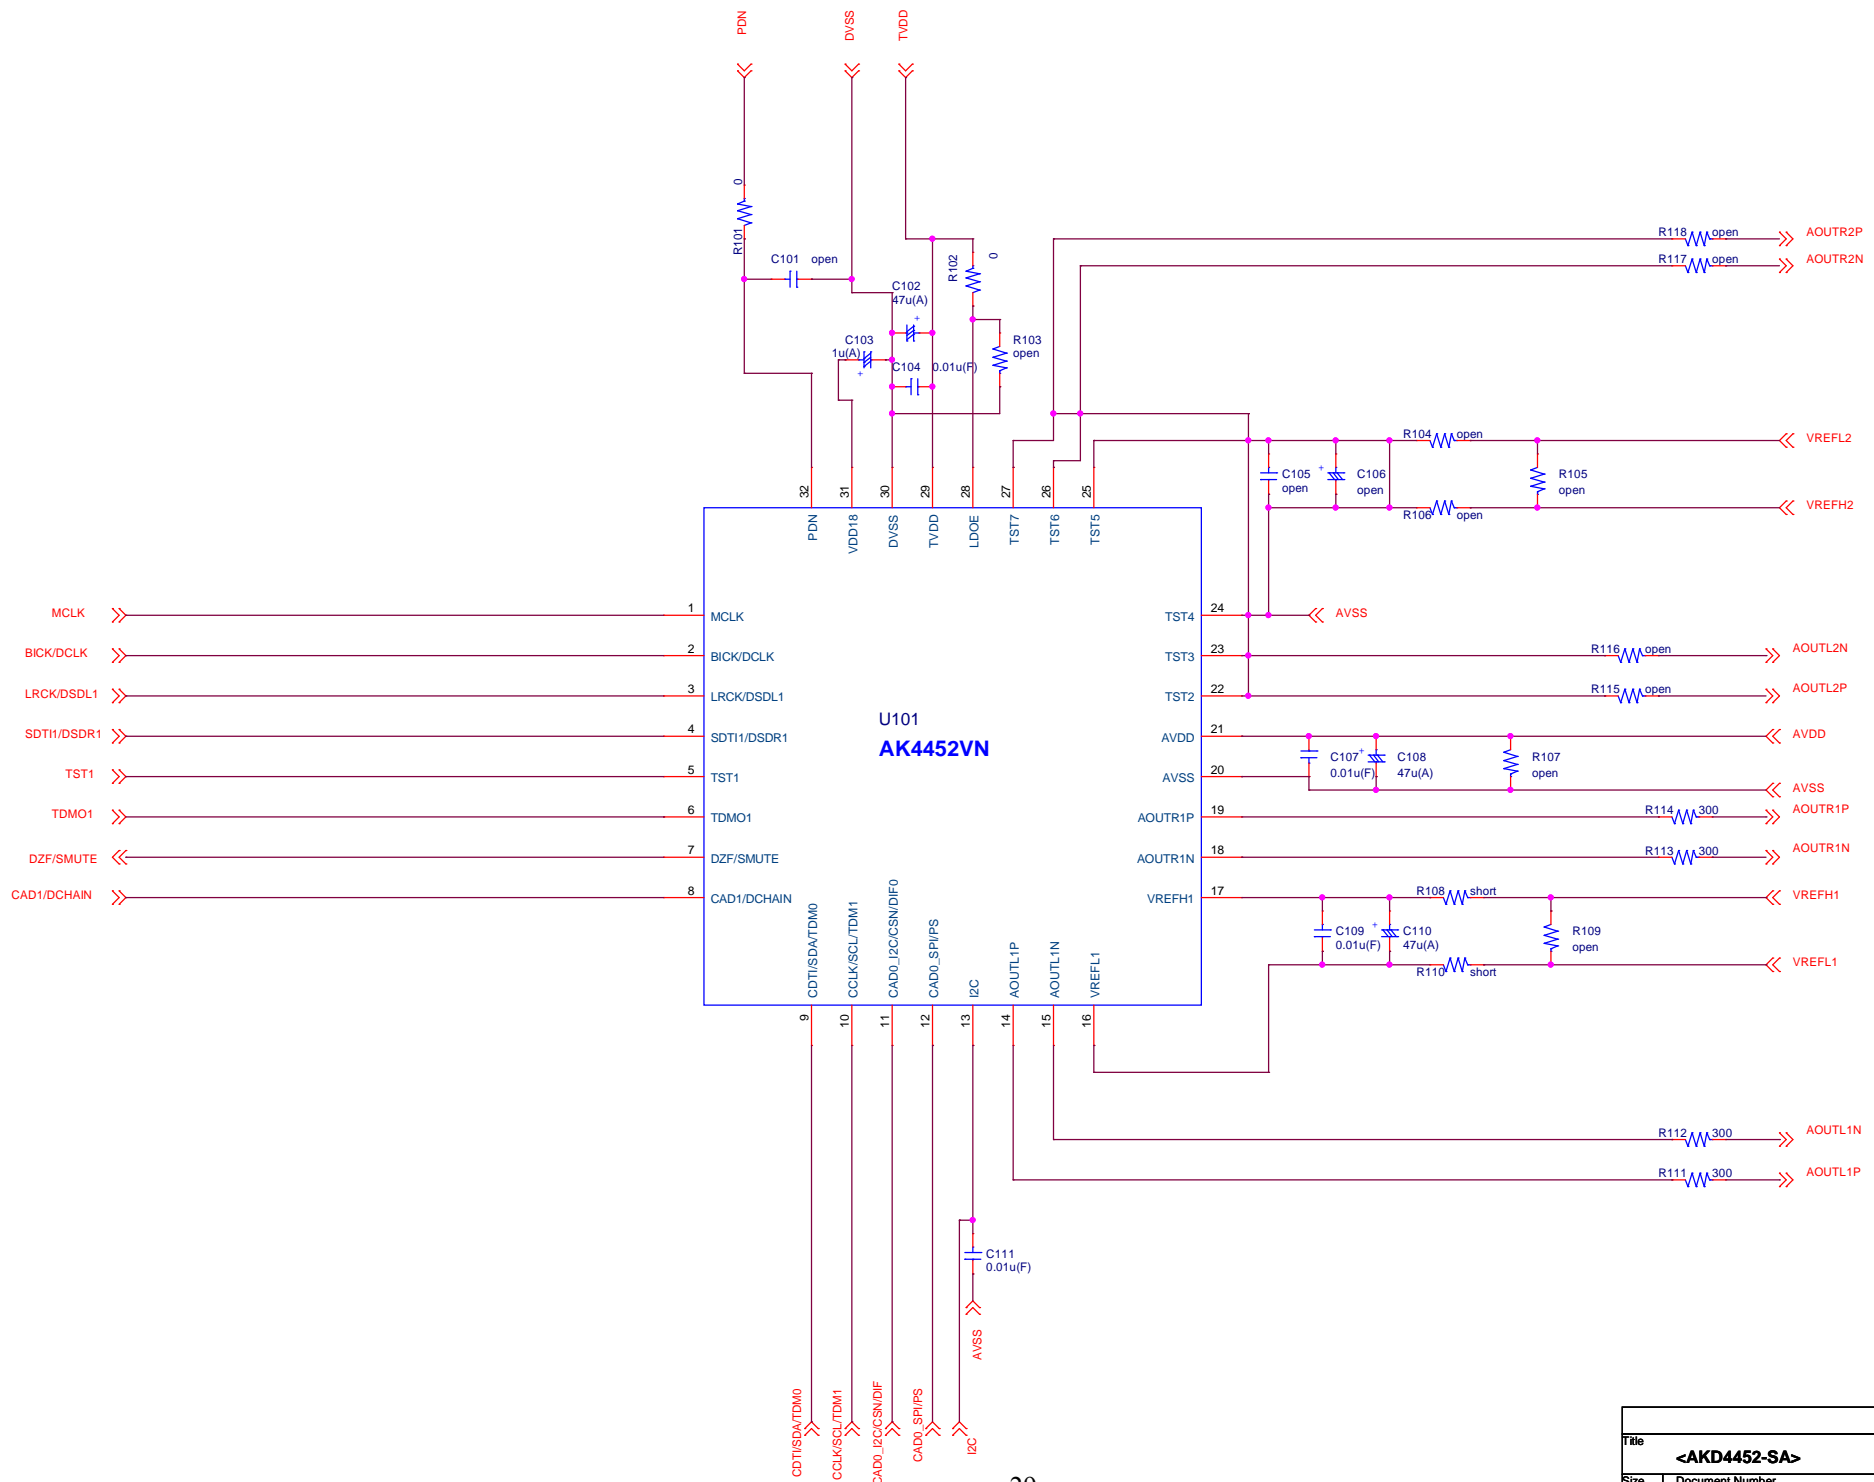 PDN
DVSS
TVDD
0
R101
C101 open
C102
47u(A)
+
R102
0
C103
1u(A)
+
C104 0.01u(F)
R103
open
R118 open AOUTR2P
R117 open AOUTR2N
R104 open VREFL2
C105
open
+
C106
open
R105
open
R106 open VREFH2
32
31
30
29
28
27
26
25
PDN
VDD18
DVSS
TVDD
LDOE
TST7
TST6
TST5
MCLK 1 MCLK
BICK/DCLK 2 BICK/DCLK
LRCK/DSDL1 3 LRCK/DSDL1
SDTI1/DSDR1 4 SDTI1/DSDR1
TST1 5 TST1
TDMO1 6 TDMO1
DZF/SMUTE 7 DZF/SMUTE
CAD1/DCHAIN 8 CAD1/DCHAIN
U101
AK4452VN
TST4 24 AVSS
TST3 23 R116 open AOUTL2N
TST2 22 R115 open AOUTL2P
AVDD 21 AVDD
C107
0.01u(F)
+
C108
47u(A)
R107
open
AVSS 20 AVSS
AOUTR1P 19 R114 300 AOUTR1P
AOUTR1N 18 R113 300 AOUTR1N
VREFH1 17 R108 short VREFH1
C109
0.01u(F)
+
C110
47u(A)
R109
open
R110 short VREFL1
CDTI/SDA/TDM0
CCLK/SCL/TDM1
CAD0_I2C/CSN/DIF0
CAD0_SPI/PS
I2C
AOUTL1P
AOUTL1N
VREFL1
9
10
11
12
13
14
15
16
R112 300 AOUTL1N
R111 300 AOUTL1P
C111
0.01u(F)
AVSS
CDTI/SDA/TDM0
CCLK/SCL/TDM1
CAD0_I2C/CSN/DIF
CAD0_SPI/PS
I2C
Title
<AKD4452-SA>
Size Document Number